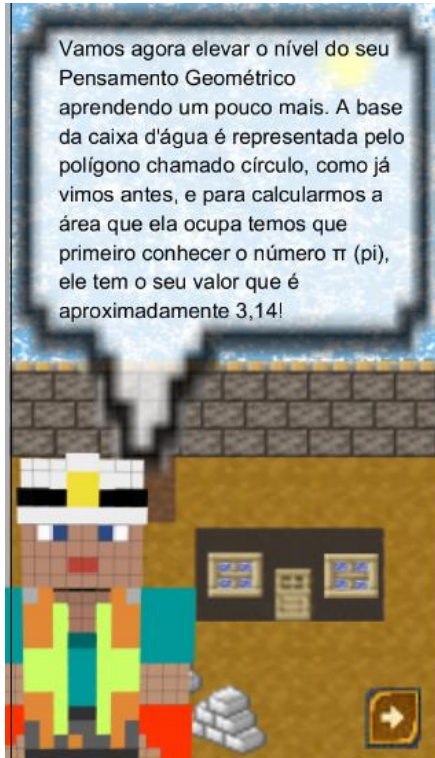 Vamos agora elevar o nível do seu
Pensamento Geométrico
aprendendo um pouco mais. A base
da caixa d'água é representada pelo
polígono chamado círculo, como já
vimos antes, e para calcularmos a
área que ela ocupa temos que
primeiro conhecer o número π (pi),
ele tem o seu valor que é
aproximadamente 3,14!